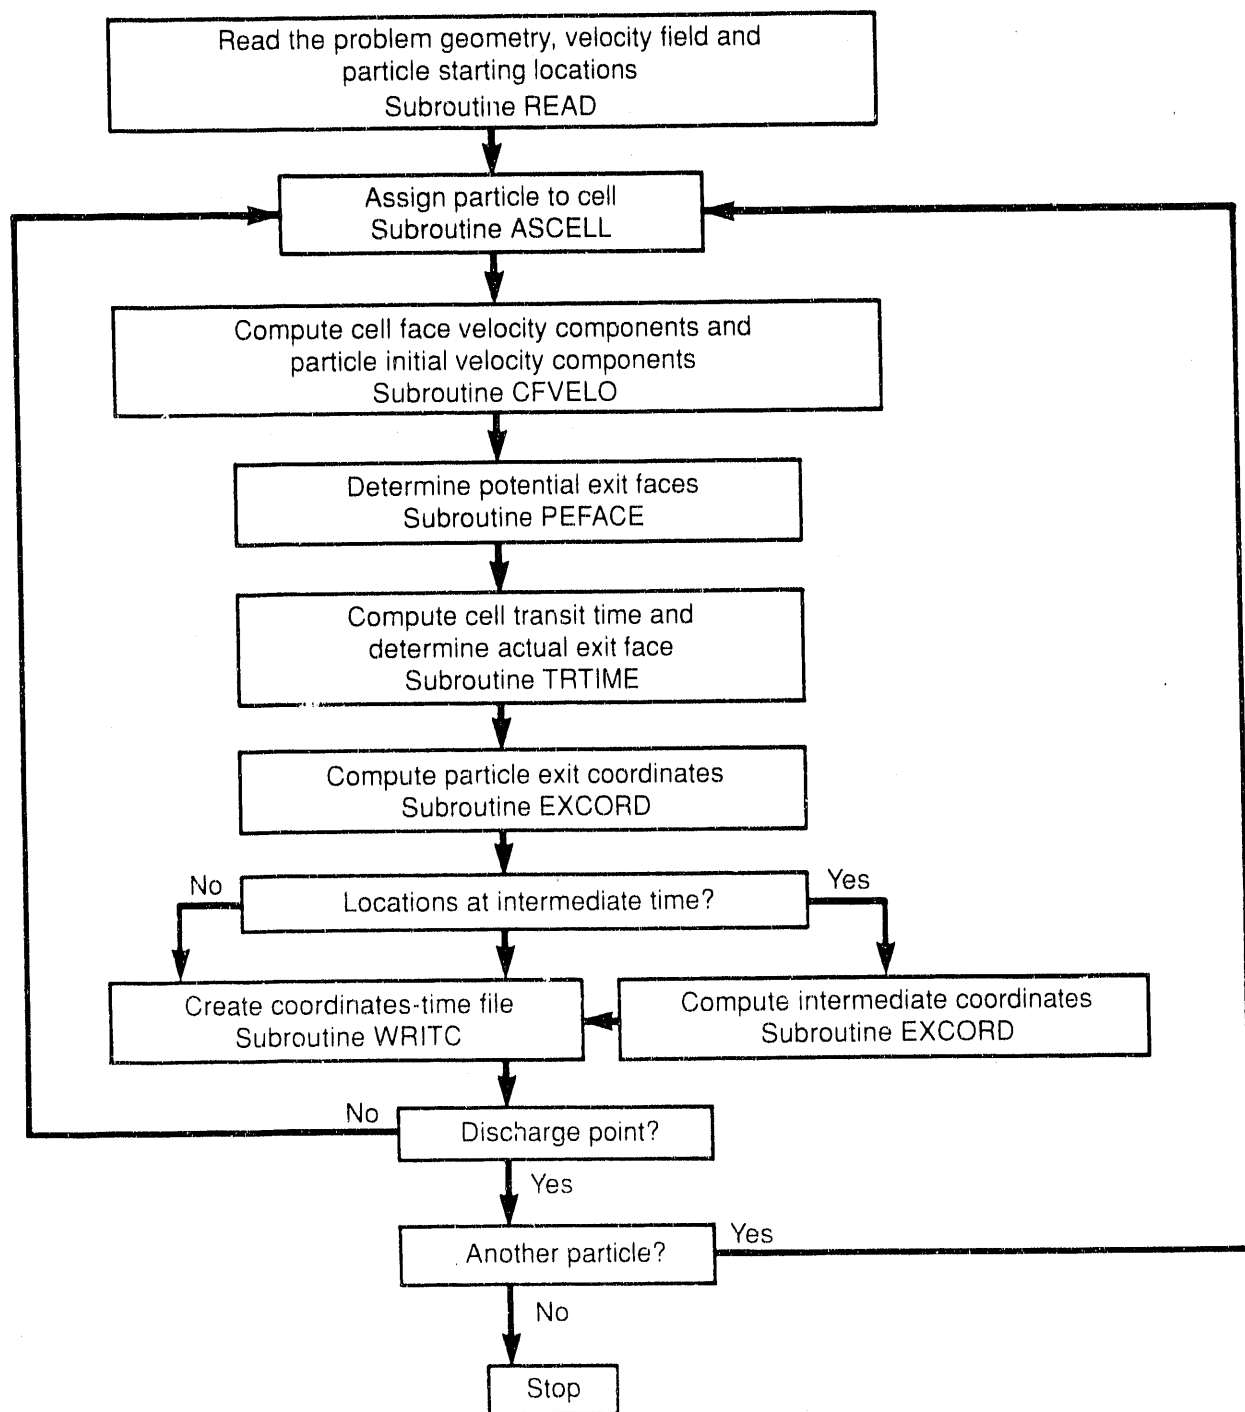 Read the problem geometry, velocity field and
particle starting locations
Subroutine READ
Assign particle to cell
Subroutine ASCELL
Compute cell face velocity components and
particle initial velocity components
Subroutine CFVELO
Determine potential exit faces
Subroutine PEFACE
Compute cell transit time and
determine actual exit face
Subroutine TRTIME
Compute particle exit coordinates
Subroutine EXCORD
No
Locations at intermediate time?
Yes
Create coordinates-time file
Subroutine WRITC
Compute intermediate coordinates
Subroutine EXCORD
No
Discharge point?
Yes
Another particle?
Yes
No
Stop